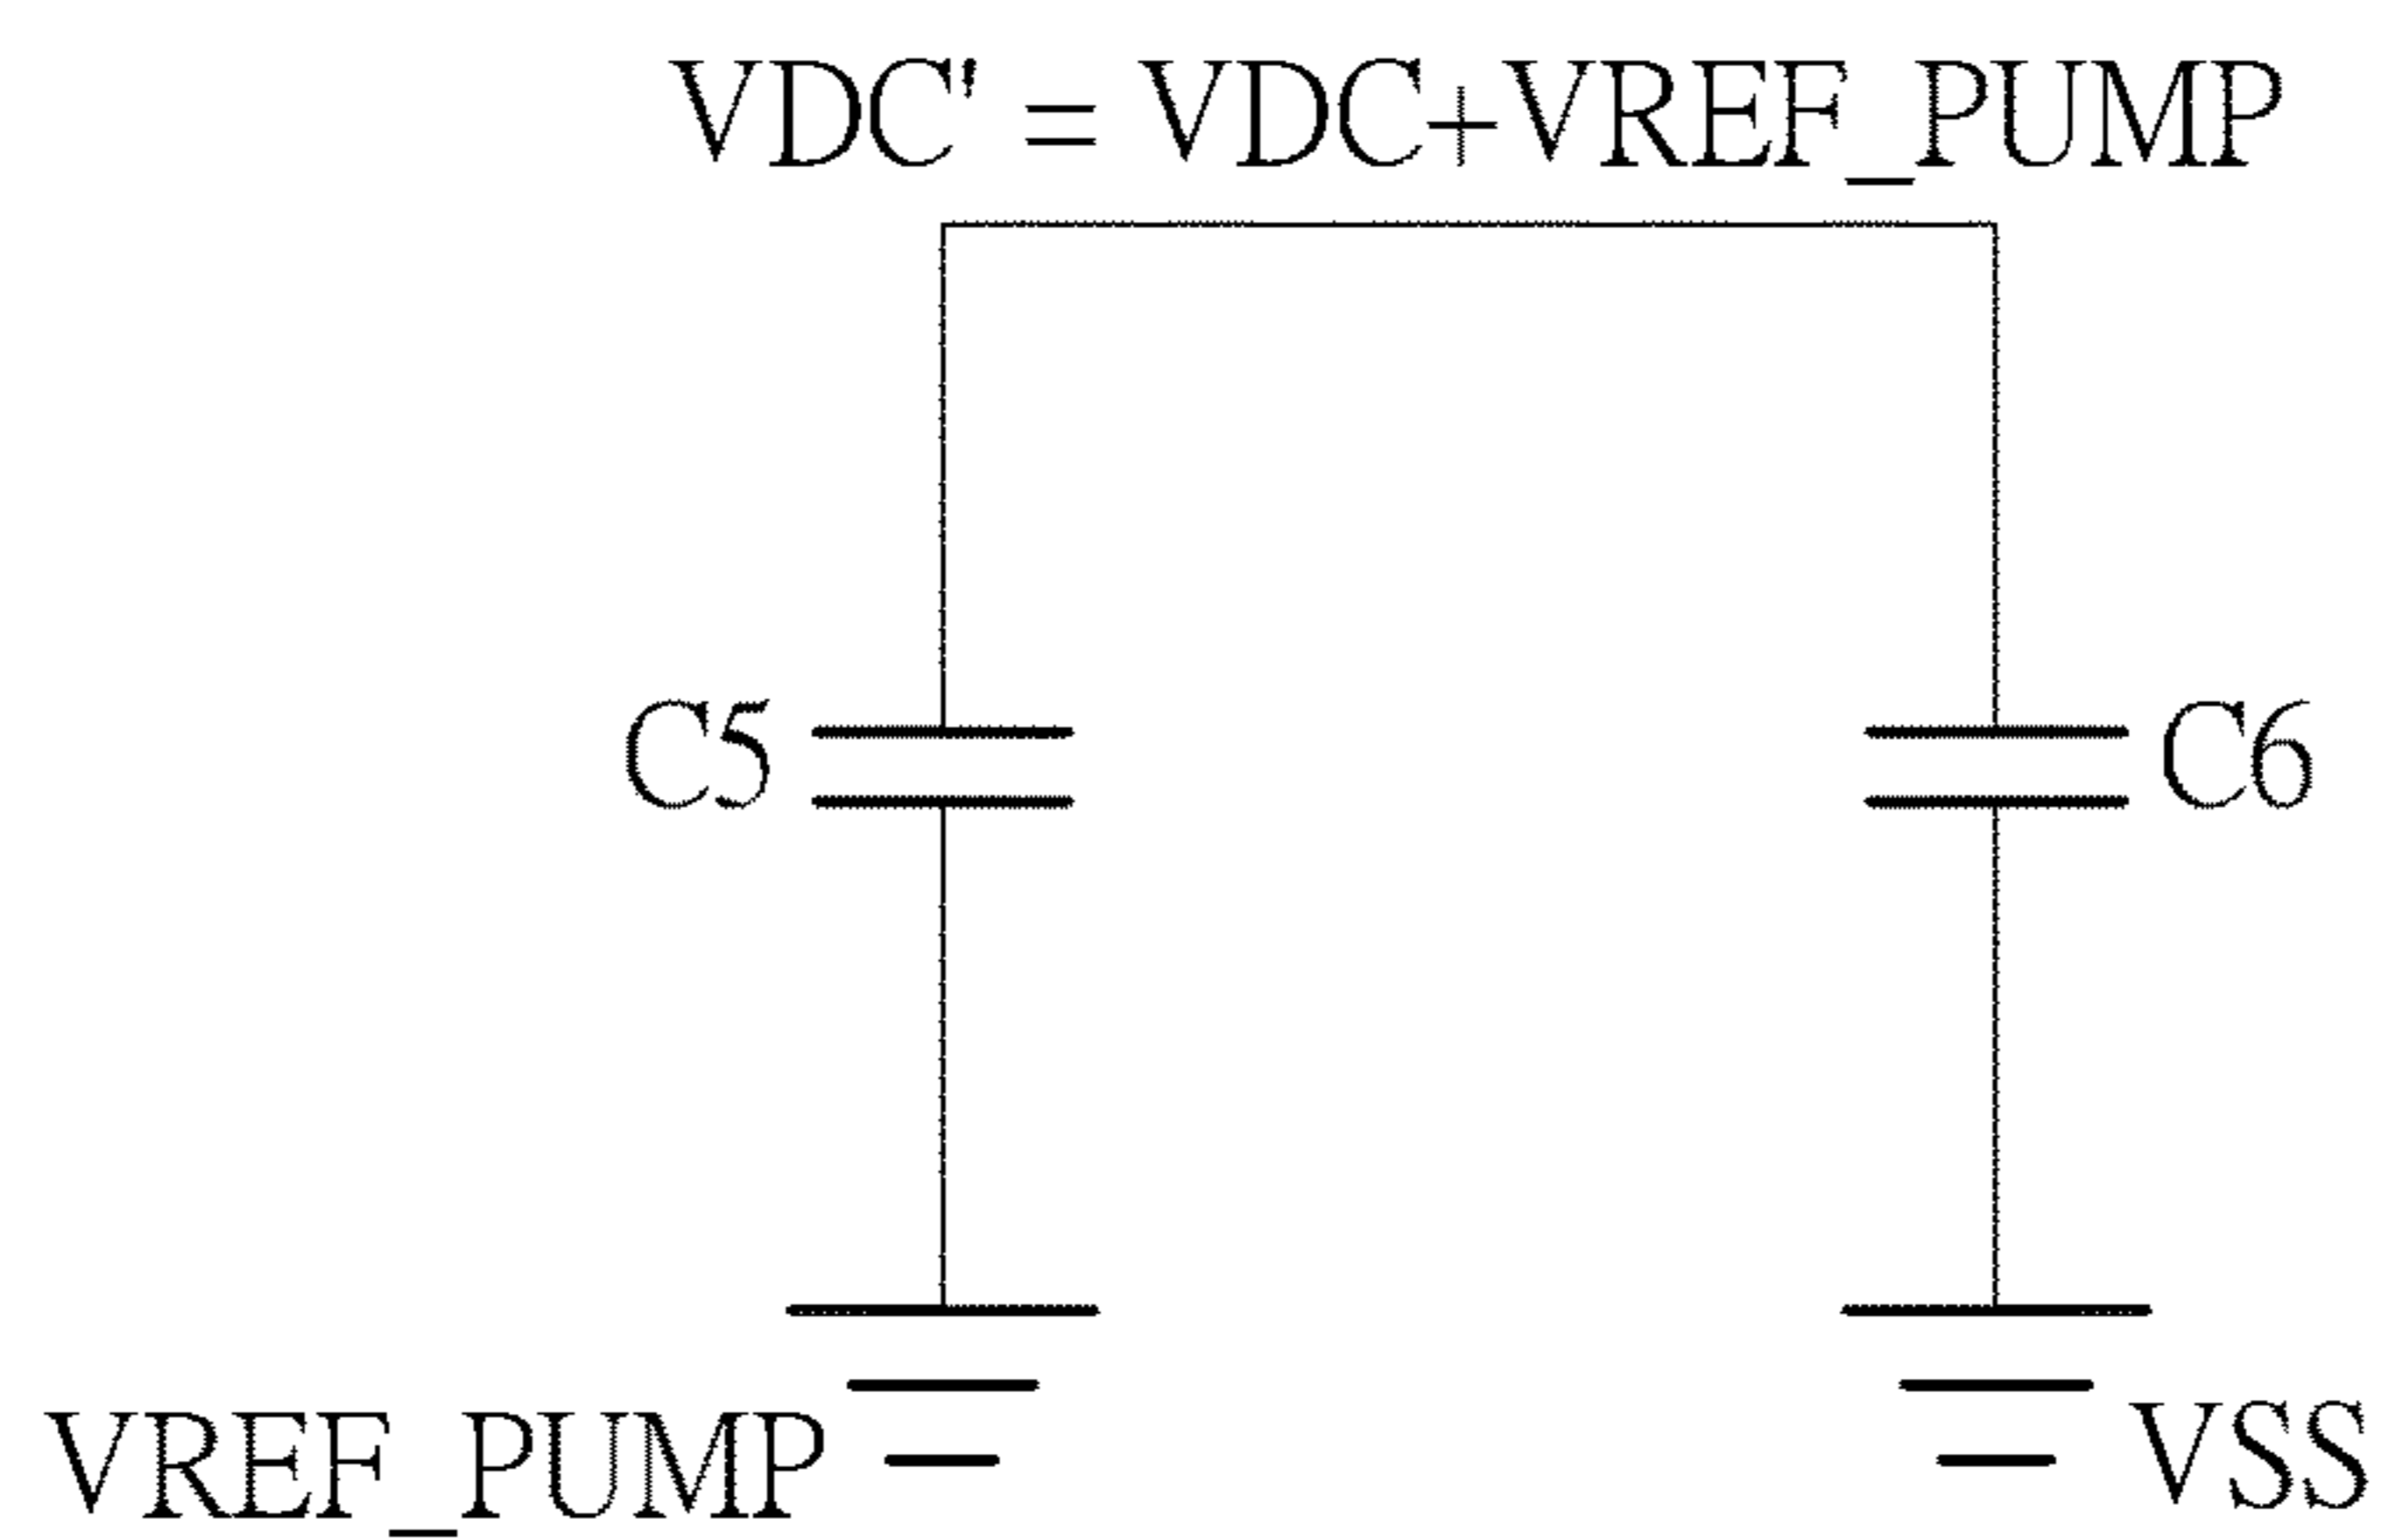 VDC' = VDC+VREF_PUMP
C5
C6
VREF_PUMP
VSS